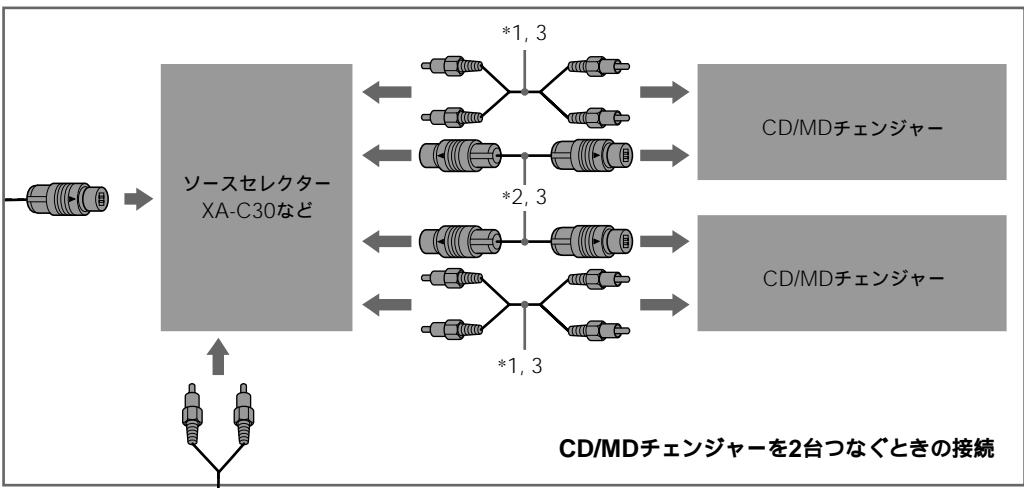 *1, 3
CD/MDチェンジャー
ソースセレクター
XA-C30など
*2, 3
CD/MDチェンジャー
*1, 3
CD/MDチェンジャーを2台つなぐときの接続